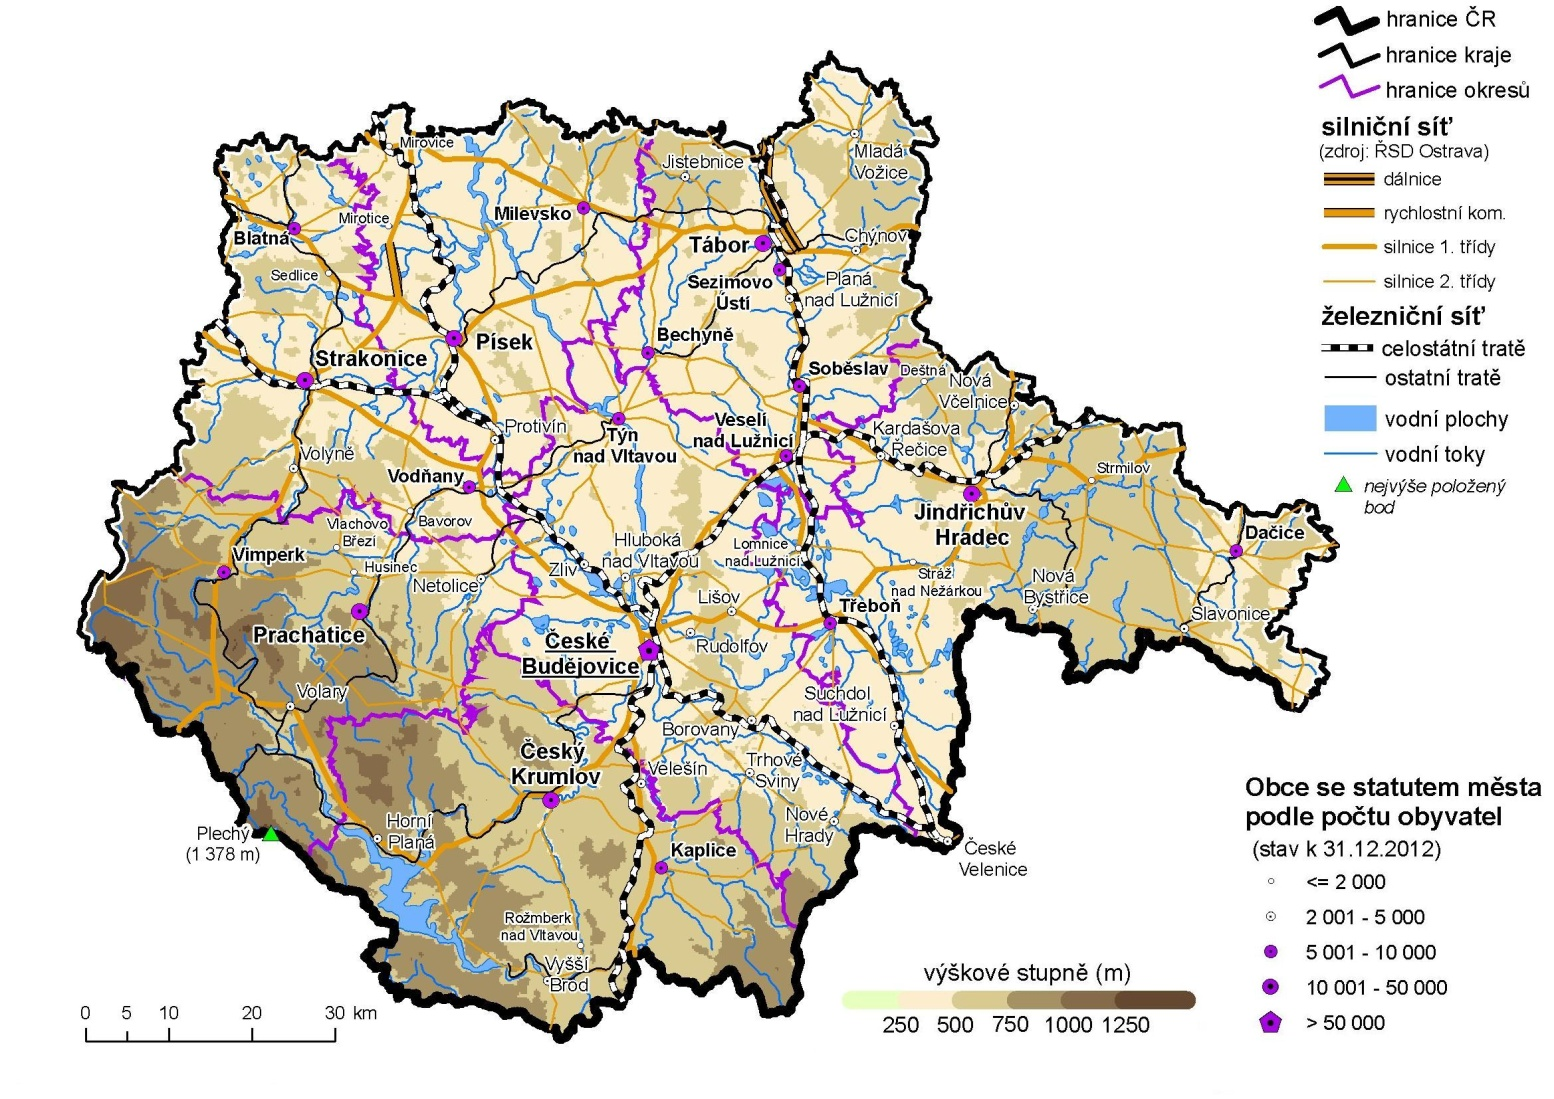 hranice ČR
hranice kraje
hranice okresů
silniční síť
(zdroj: ŘSD Ostrava)
dálnice
rychlostní kom.
silnice 1. třídy
silnice 2. třídy
železniční síť
celostátní tratě
ostatní tratě
vodní plochy
vodní toky
nejvýše položený
bod
Mirovice
Mladá
Vožice
Jistebnice
Milevsko
Mirotice
Blatná
Tábor
Chýnov
Sedlice
Sezimovo
Ústí
Planá
nad Lužnicí
Písek
Bechyně
Strakonice
Soběslav
Deštná
Nová
Včelnice
Protivín
Týn
nad Vltavou
Veselí
nad Lužnicí
Kardašova
Řečice
Volyně
Vodňany
Strmilov
Jindřichův
Hradec
Bavorov
Vlachovo
Březí
Dačice
Vimperk
Husinec
Netolice
Zliv
Hluboká
nad Vltavou
Lomnice
nad Lužnicí
Stráž
nad Nežárkou
Nová
Bystřice
Slavonice
Lišov
Třeboň
Prachatice
České
Budějovice
Rudolfov
Volary
Suchdol
nad Lužnicí
Borovany
Český
Krumlov
Velešín
Trhové
Sviny
Plechý
(1 378 m)
Horní
Planá
Nové
Hrady
České
Velenice
Kaplice
Rožmberk
nad Vltavou
Vyšší
Brod
Obce se statutem města
podle počtu obyvatel
(stav k 31.12.2012)
<= 2 000
2 001 - 5 000
5 001 - 10 000
10 001 - 50 000
> 50 000
výškové stupně (m)
250 500 750 1000 1250
0 5 10 20 30 km